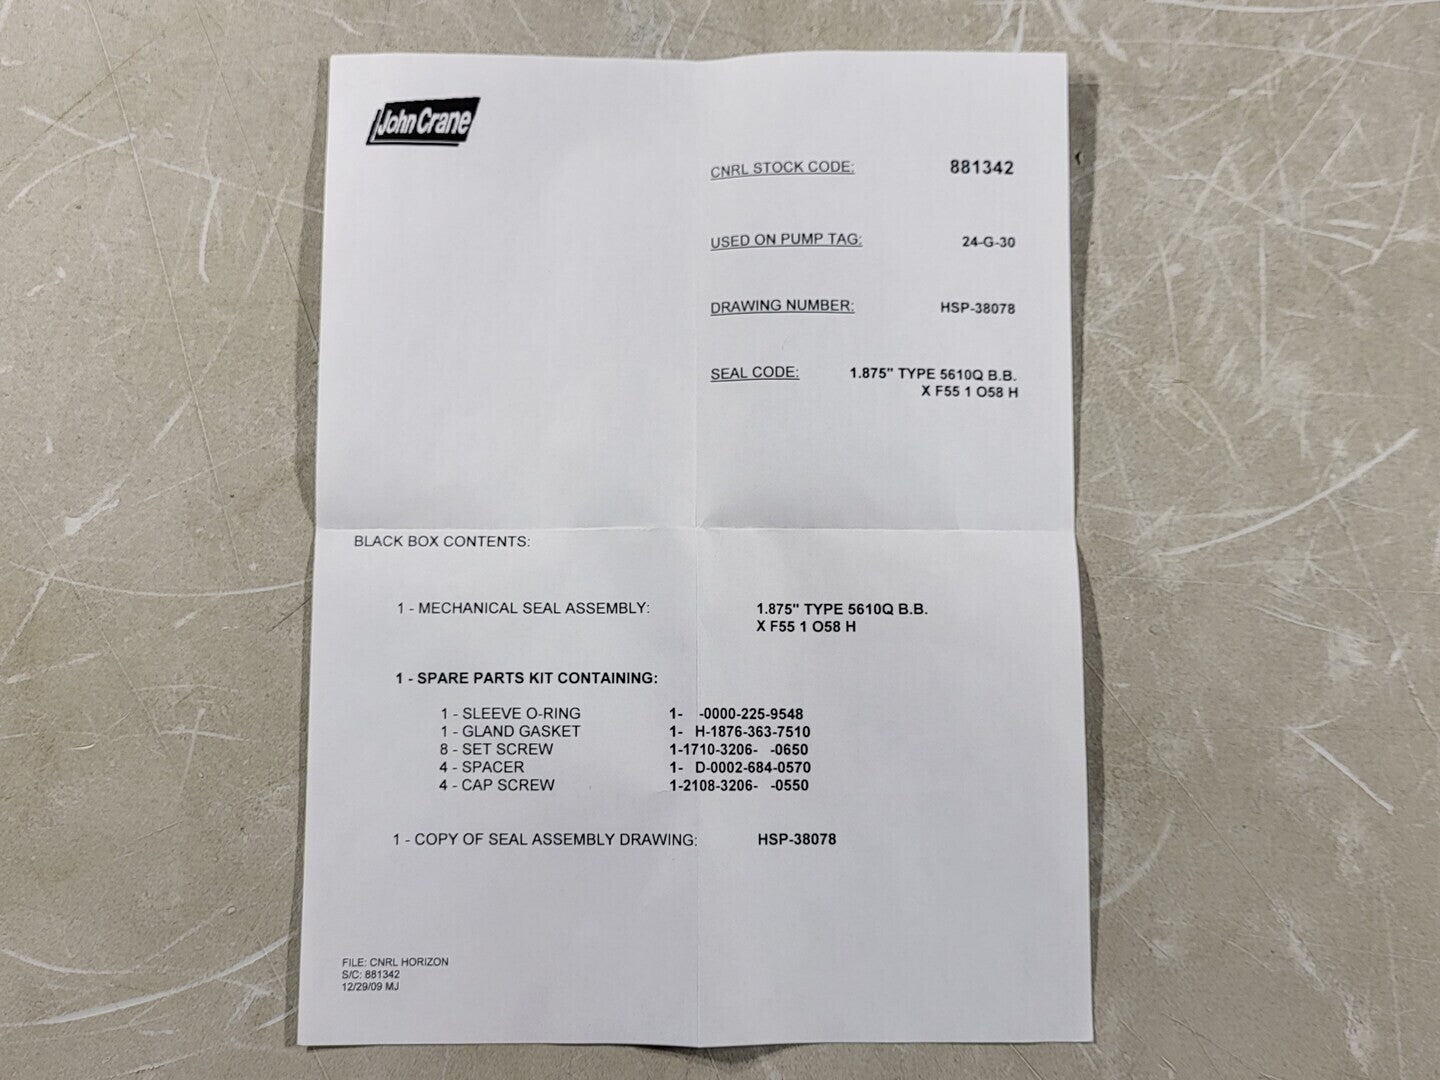 John Crane
CNRL STOCK CODE: 881342
USED ON PUMP TAG: 24-G-30
DRAWING NUMBER: HSP-38078
SEAL CODE: 1.875" TYPE 5610Q B.B.
X F55 1 O58 H
BLACK BOX CONTENTS:
1 - MECHANICAL SEAL ASSEMBLY: 1.875" TYPE 5610Q B.B.
X F55 1 O58 H
1 - SPARE PARTS KIT CONTAINING:
1 - SLEEVE O-RING 1- -0000-225-9548
1 - GLAND GASKET 1- H-1876-363-7510
8 - SET SCREW 1-1710-3206- -0650
4 - SPACER 1- D-0002-684-0570
4 - CAP SCREW 1-2108-3206- -0550
1 - COPY OF SEAL ASSEMBLY DRAWING: HSP-38078
FILE: CNRL HORIZON
S/C: 881342
12/29/09 MJ